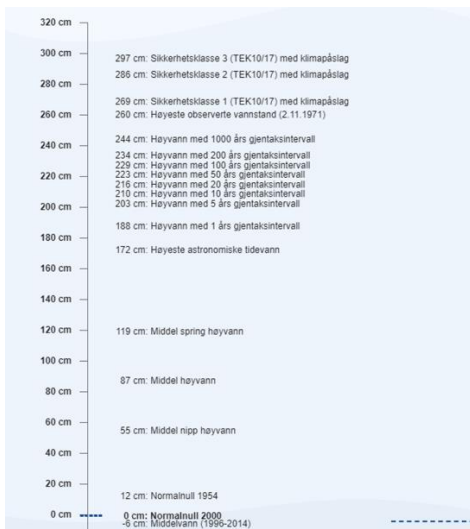 320 cm
300 cm
297 cm: Sikkerhetsklasse 3 (TEK10/17) med klimapåslag
286 cm: Sikkerhetsklasse 2 (TEK10/17) med klimapåslag
280 cm
269 cm: Sikkerhetsklasse 1 (TEK10/17) med klimapåslag
260 cm
260 cm: Høyeste observerte vannstand (2.11.1971)
244 cm: Høyvann med 1000 års gjentaksintervall
240 cm
234 cm: Høyvann med 200 års gjentaksintervall
229 cm: Høyvann med 100 års gjentaksintervall
223 cm: Høyvann med 50 års gjentaksintervall
220 cm
216 cm: Høyvann med 20 års gjentaksintervall
210 cm: Høyvann med 10 års gjentaksintervall
203 cm: Høyvann med 5 års gjentaksintervall
200 cm
188 cm: Høyvann med 1 års gjentaksintervall
180 cm
172 cm: Høyeste astronomiske tidevann
160 cm
140 cm
120 cm
119 cm: Middel spring høyvann
100 cm
87 cm: Middel høyvann
80 cm
60 cm
55 cm: Middel nipp høyvann
40 cm
20 cm
12 cm: Normalnull 1954
0 cm
0 cm: Normalnull 2000
-6 cm: Middelvann (1996-2014)